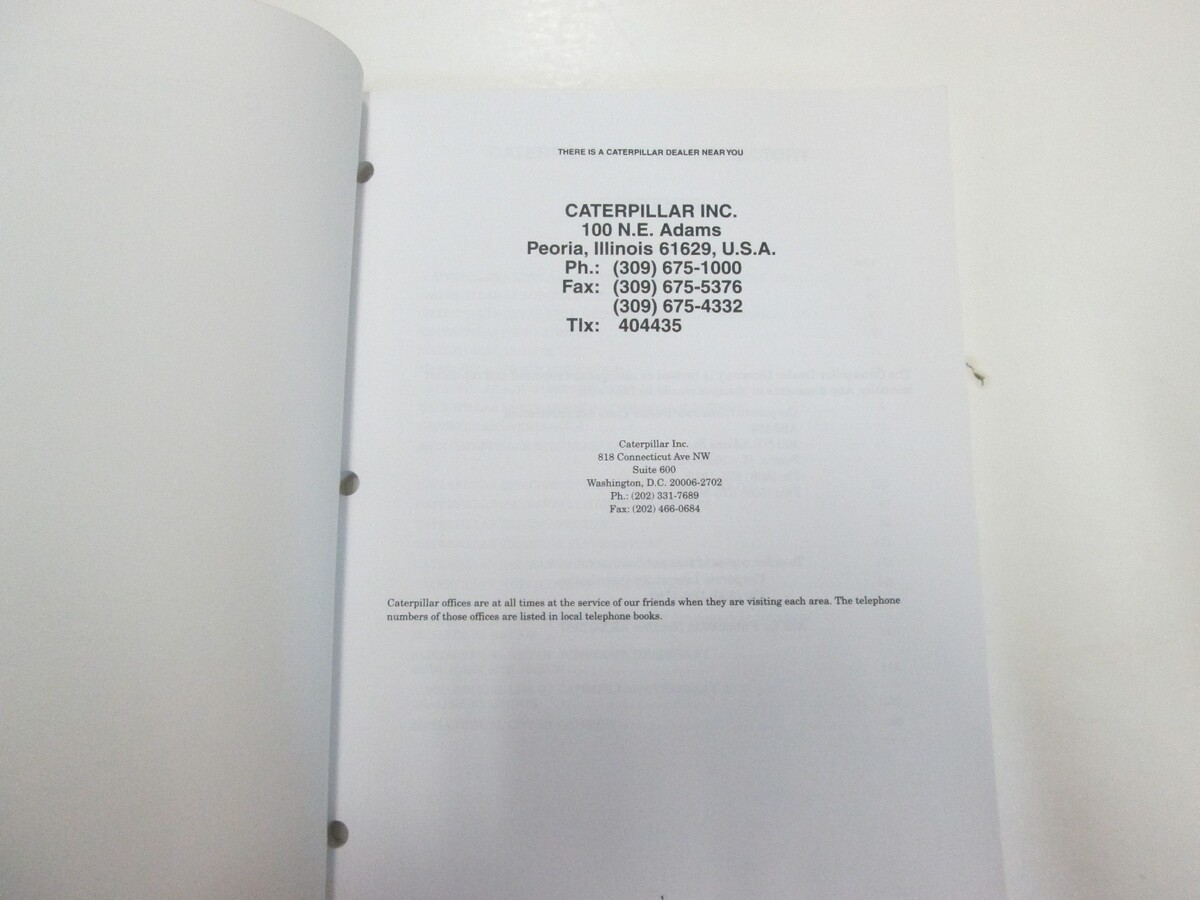 THERE IS A CATERPILLAR DEALER NEAR YOU
CATERPILLAR INC.
100 N.E. Adams
Peoria, Illinois 61629, U.S.A.
Ph.: (309) 675-1000
Fax: (309) 675-5376
(309) 675-4332
Tlx: 404435
Caterpillar Inc.
818 Connecticut Ave NW
Suite 600
Washington, D.C. 20006-2702
Ph.: (202) 331-7689
Fax: (202) 466-0684
Caterpillar offices are at all times at the service of our friends when they are visiting each area. The telephone
numbers of those offices are listed in local telephone books.